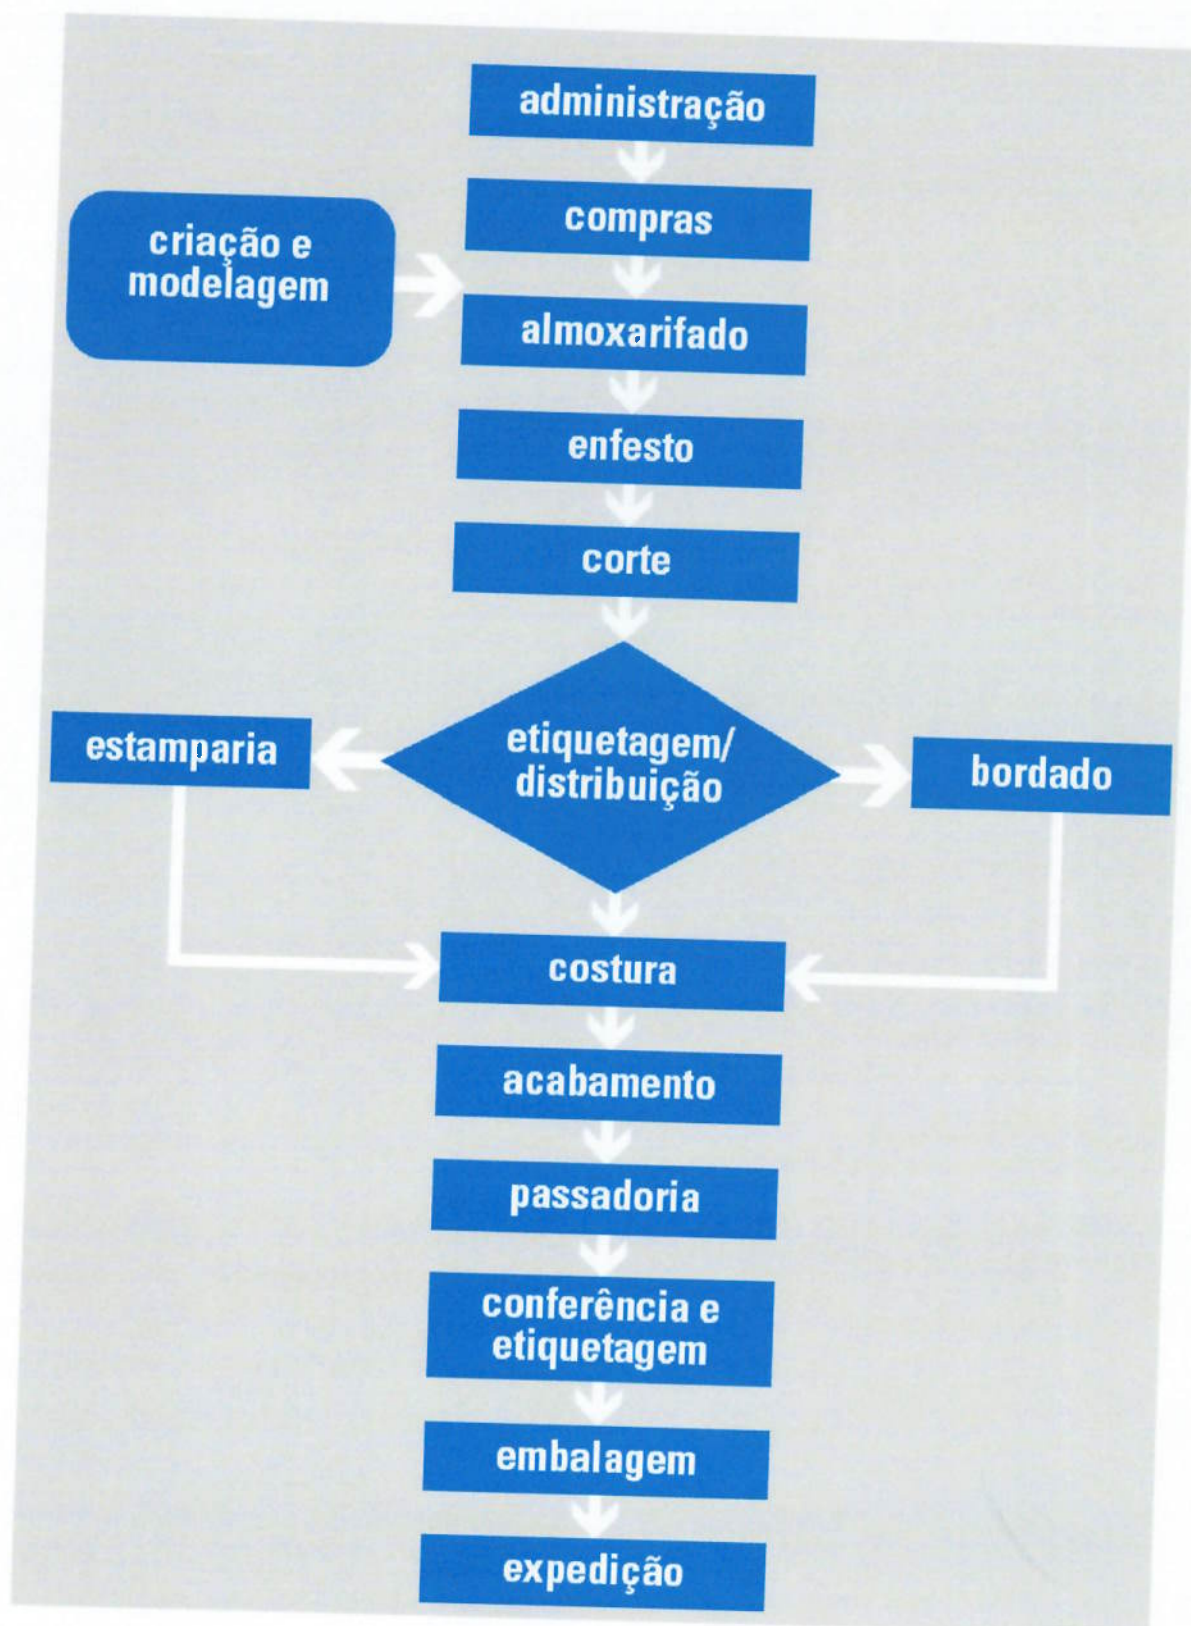 administração
compras
criação e
modelagem
almoxarifado
enfesto
corte
estamparia
etiquetagem/
distribuição
bordado
costura
acabamento
passadoria
conferência e
etiquetagem
embalagem
expedição